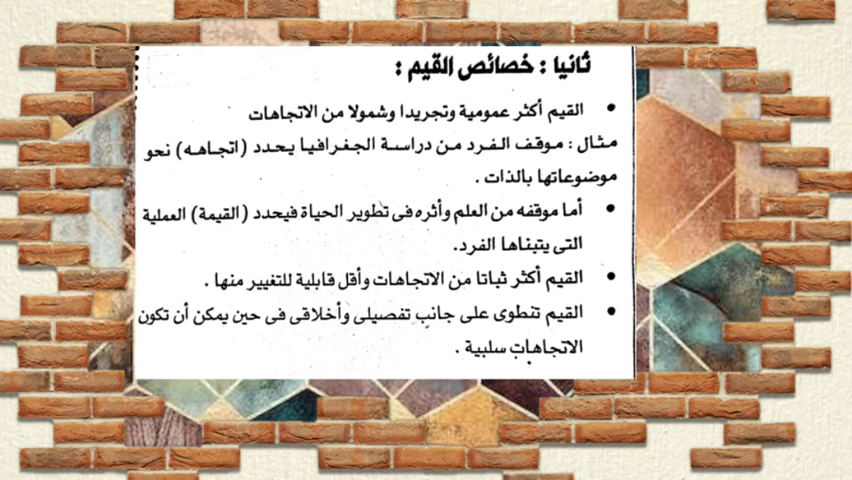 ثانيا : خصائص القيم :
• القيم أكثر عمومية وتجريدا وشمولا من الاتجاهات
مثال : موقف الفرد من دراسة الجغرافيا يحدد (اتجاهه) نحو
موضوعاتها بالذات .
• أما موقفه من العلم وأثره فى تطوير الحياة فيحدد (القيمة) العملية
التى يتبناها الفرد.
• القيم أكثر ثباتا من الاتجاهات وأقل قابلية للتغيير منها .
• القيم تنطوى على جانب تفصيلى وأخلاقى فى حين يمكن أن تكون
الاتجاهات سلبية .